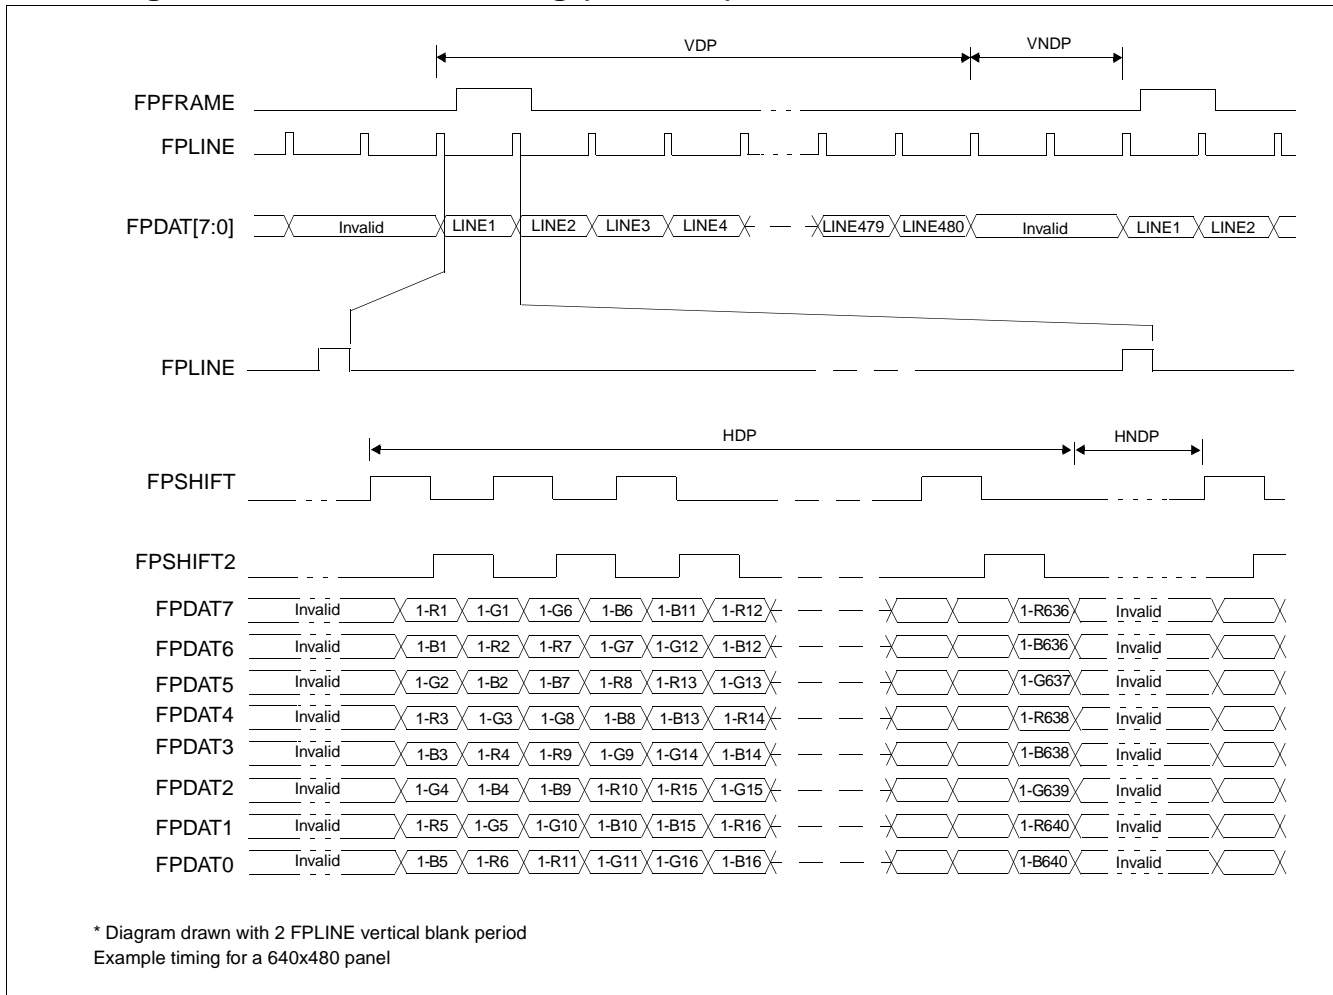 VDP VNDP
FPFRAME
FPLINE
FPDAT[7:0] Invalid LINE1 LINE2 LINE3 LINE4 LINE479 LINE480 Invalid LINE1 LINE2
FPLINE
HDP HNDP
FPSHIFT
FPSHIFT2
FPDAT7 Invalid 1-R1 1-G1 1-G6 1-B6 1-B11 1-R12 1-R636 Invalid
FPDAT6 Invalid 1-B1 1-R2 1-R7 1-G7 1-G12 1-B12 1-B636 Invalid
FPDAT5 Invalid 1-G2 1-B2 1-B7 1-R8 1-R13 1-G13 1-G637 Invalid
FPDAT4 Invalid 1-R3 1-G3 1-G8 1-B8 1-B13 1-R14 1-R638 Invalid
FPDAT3 Invalid 1-B3 1-R4 1-R9 1-G9 1-G14 1-B14 1-B638 Invalid
FPDAT2 Invalid 1-G4 1-B4 1-B9 1-R10 1-R15 1-G15 1-G639 Invalid
FPDAT1 Invalid 1-R5 1-G5 1-G10 1-B10 1-B15 1-R16 1-R640 Invalid
FPDAT0 Invalid 1-B5 1-R6 1-R11 1-G11 1-G16 1-B16 1-B640 Invalid
* Diagram drawn with 2 FPLINE vertical blank period
Example timing for a 640x480 panel